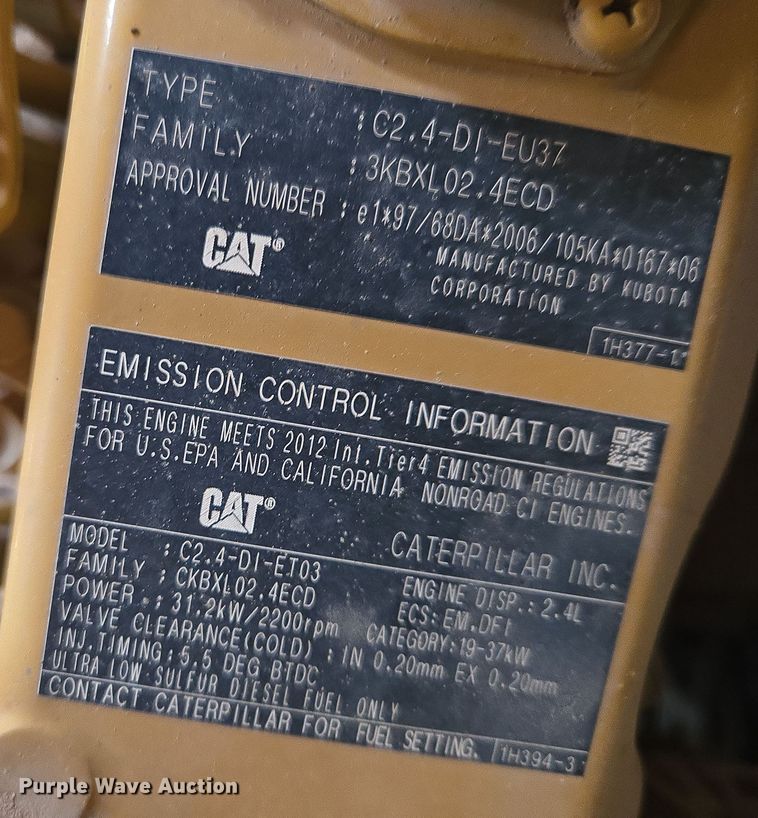 TYPE : C2.4-DI-EU37
FAMILY : 3KBXL02.4ECD
APPROVAL NUMBER : e1*97/68DA*2006/105KA*0167*06
CAT®
MANUFACTURED BY KUBOTA
CORPORATION
1H377-1
EMISSION CONTROL INFORMATION
THIS ENGINE MEETS 2012 Int.Tier4 EMISSION REGULATIONS
FOR U.S.EPA AND CALIFORNIA NONROAD CI ENGINES.
CAT®
CATERPILLAR INC.
MODEL : C2.4-DI-ET03 ENGINE DISP.: 2.4L
FAMILY : CKBXL02.4ECD ECS: EM,DFI
POWER : 31.2kW/2200rpm CATEGORY:19-37kW
VALVE CLEARANCE(COLD) : IN 0.20mm EX 0.20mm
INJ.TIMING: 5.5 DEG BTDC
ULTRA LOW SULFUR DIESEL FUEL ONLY
CONTACT CATERPILLAR FOR FUEL SETTING. 1H394-3
Purple Wave Auction